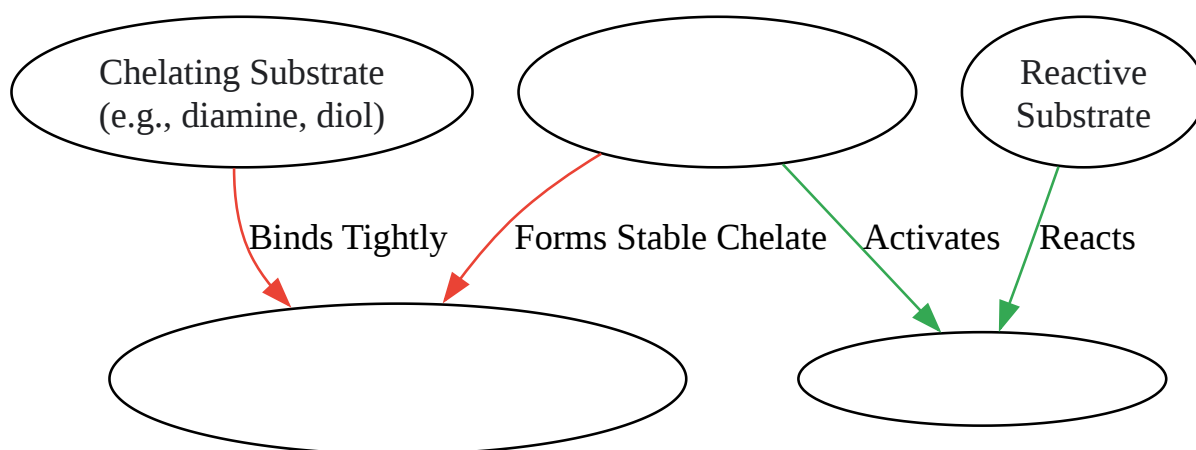 Chelating Substrate
(e.g., diamine, diol)
Reactive
Substrate
Binds Tightly
Forms Stable Chelate
Activates
Reacts